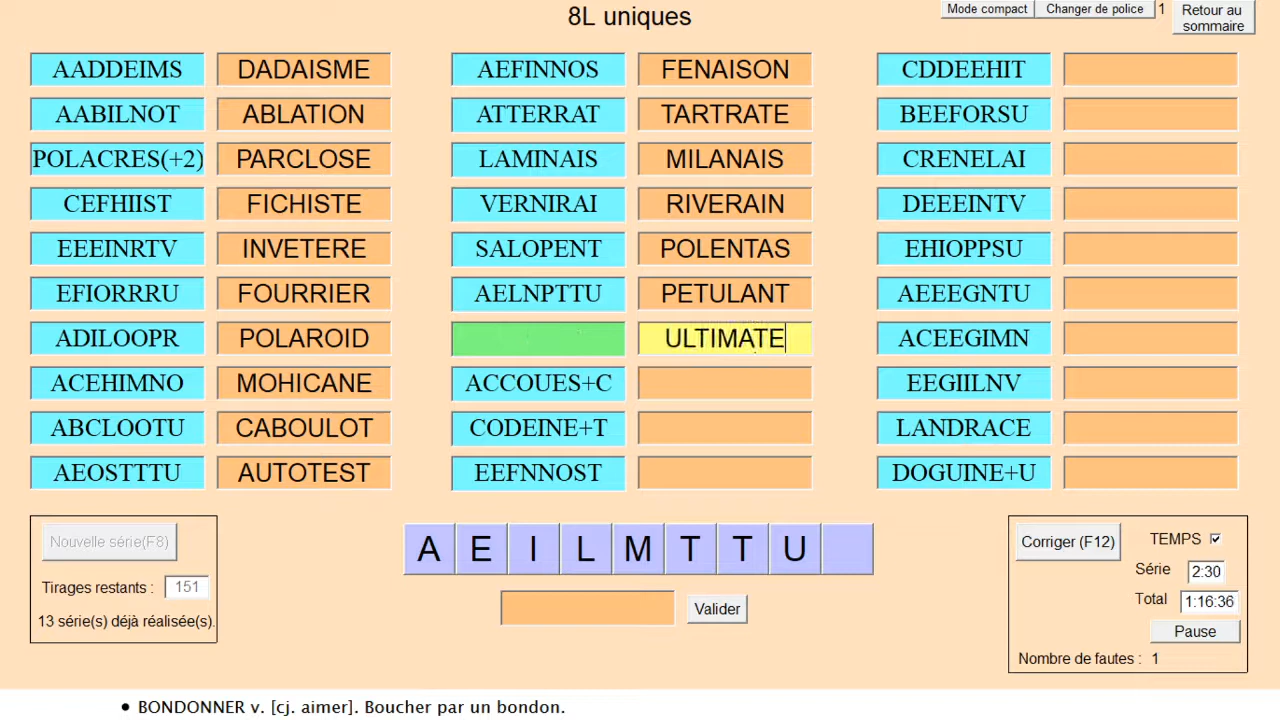 8L uniques
Mode compact Changer de police 1 Retour au sommaire
AADDEIMS DADAISME AEFINNOS FENAISON CDDEEHIT
AABILNOT ABLATION ATTERRAT TARTRATE BEEFORSU
POLACRES(+2) PARCLOSE LAMINAIS MILANAIS CRENELAI
CEFHIIST FICHISTE VERNIRAI RIVERAIN DEEEINTV
EEEINRTV INVETERE SALOPENT POLENTAS EHIOPPSU
EFIORRRU FOURRIER AELNPTTU PETULANT AEEEGNTU
ADILOOPR POLAROID ULTIMATE ACEEGIMN
ACEHIMNO MOHICANE ACCOUES+C EEGIILNV
ABCLOOTU CABOULOT CODEINE+T LANDRACE
AEOSTTTU AUTOTEST EEFNNOST DOGUINE+U
Nouvelle série(F8)
Tirages restants : 151
13 série(s) déjà réalisée(s).
A E I L M T T U
Valider
Corriger (F12) TEMPS
Série 2:30
Total 1:16:36
Pause
Nombre de fautes : 1
• BONDONNER v. [cj. aimer]. Boucher par un bondon.